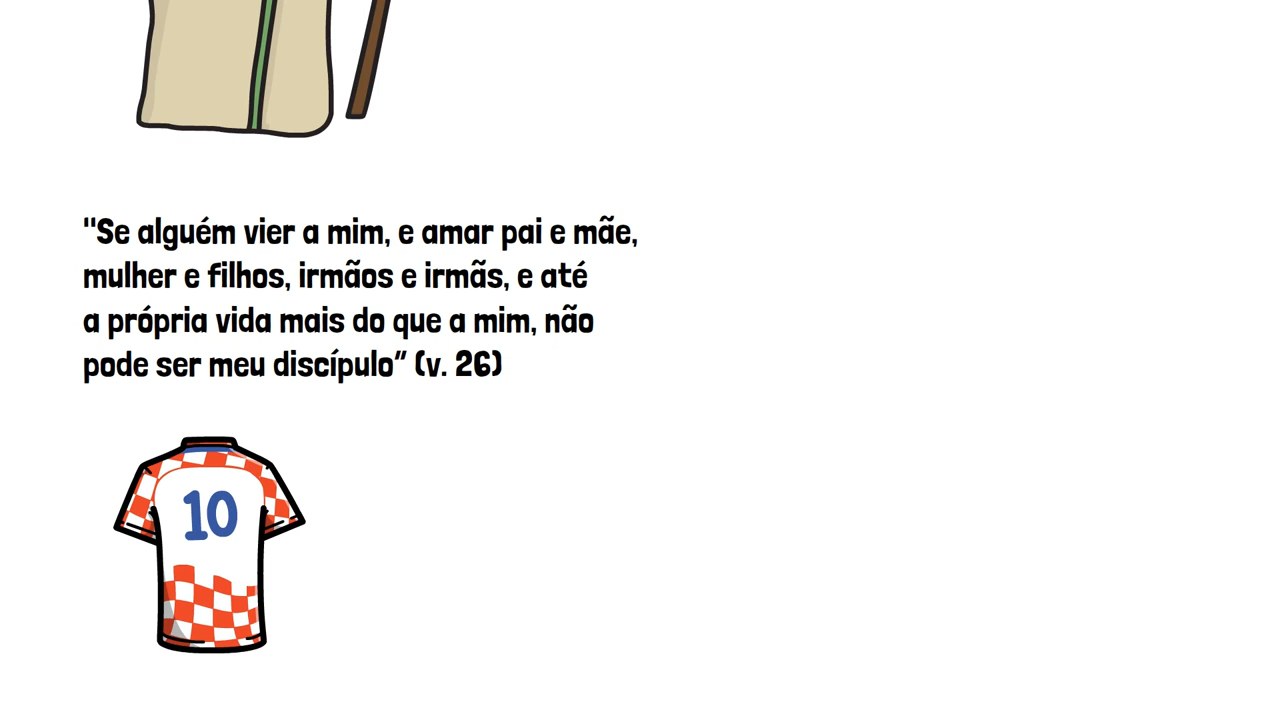 "Se alguém vier a mim, e amar pai e mãe,
mulher e filhos, irmãos e irmãs, e até
a própria vida mais do que a mim, não
pode ser meu discípulo” (v. 26)
10